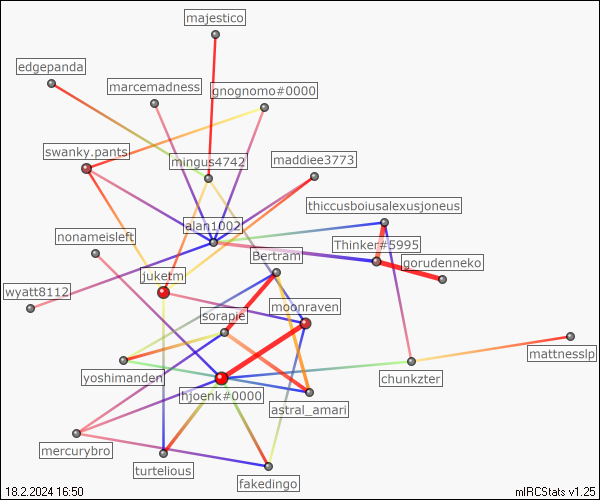 majestico
edgepanda
marcemadness
gnognomo#0000
swanky.pants
mingus4742
maddiee3773
thiccusboiusalexusjoneus
alan1002
nonameisleft
Thinker#5995
Bertram
gorudenneko
juketm
wyatt8112
moonraven
sorapie
mattnesslp
yoshimanden
chunkzter
hjoenk#0000
astral_amari
mercurybro
turtelious
fakedingo
18.2.2024 16:50
mIRCStats v1.25